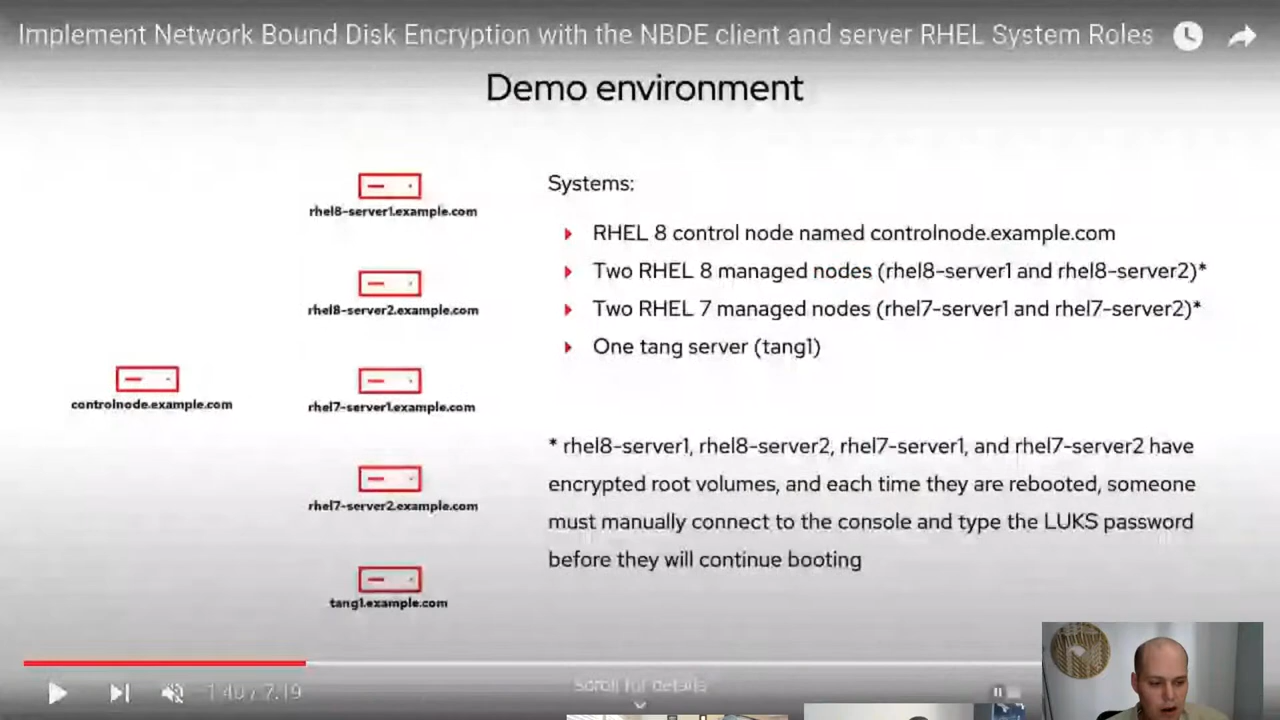 Implement Network Bound Disk Encryption with the NBDE client and server RHEL System Roles
Demo environment
rhel8-server1.example.com
rhel8-server2.example.com
controlnode.example.com
rhel7-server1.example.com
rhel7-server2.example.com
tang1.example.com
Systems:
RHEL 8 control node named controlnode.example.com
Two RHEL 8 managed nodes (rhel8-server1 and rhel8-server2)*
Two RHEL 7 managed nodes (rhel7-server1 and rhel7-server2)*
One tang server (tang1)
* rhel8-server1, rhel8-server2, rhel7-server1, and rhel7-server2 have
encrypted root volumes, and each time they are rebooted, someone
must manually connect to the console and type the LUKS password
before they will continue booting
1:40 / 7:19
Scroll for details